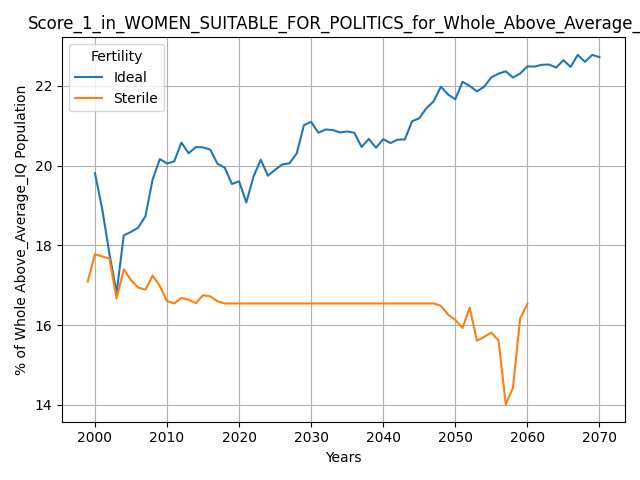 Score_1_in_WOMEN_SUITABLE_FOR_POLITICS_for_Whole_Above_Average_
Fertility
Ideal
Sterile
% of Whole Above_Average_IQ Population
22
20
18
16
14
2000 2010 2020 2030 2040 2050 2060 2070
Years